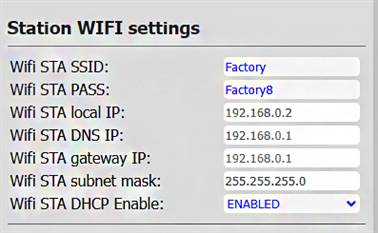 Station WIFI settings
Wifi STA SSID: Factory
Wifi STA PASS: Factory8
Wifi STA local IP: 192.168.0.2
Wifi STA DNS IP: 192.168.0.1
Wifi STA gateway IP: 192.168.0.1
Wifi STA subnet mask: 255.255.255.0
Wifi STA DHCP Enable: ENABLED